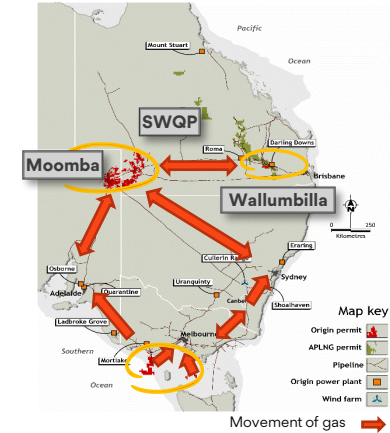 Pacific
Ocean
Mount Stuart
SWQP
Roma
Darling Downs
Moomba
Brisbane
Wallumbilla
N
0
250
Kilometres
Eraring
Cullerin Ra
Osborne
Sydney
Uranquinty
Adelaide
Quarantine
Canbe
Shoalhaven
Ladbroke Grove
Melbourne
Southern
Mortlake
Ocean
Map key
Origin permit
APLNG permit
Pipeline
Origin power plant
Wind farm
Movement of gas